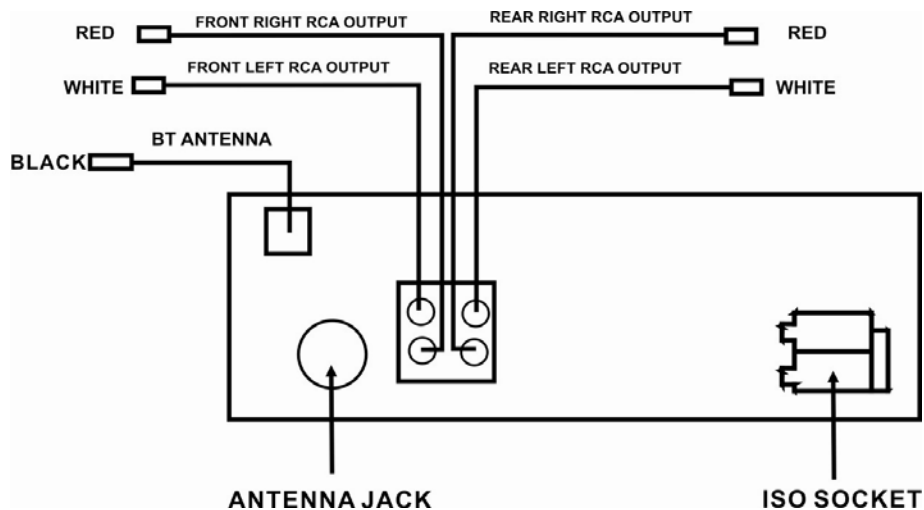 RED
FRONT RIGHT RCA OUTPUT
REAR RIGHT RCA OUTPUT
RED
WHITE
FRONT LEFT RCA OUTPUT
REAR LEFT RCA OUTPUT
WHITE
BT ANTENNA
BLACK
ANTENNA JACK
ISO SOCKET